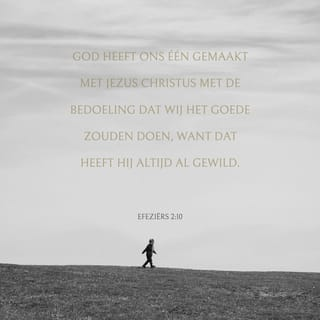 GOD HEEFT ONS ÉÉN GEMAAKT
MET JEZUS CHRISTUS MET DE
BEDOELING DAT WIJ HET GOEDE
ZOUDEN DOEN, WANT DAT
HEEFT HIJ ALTIJD AL GEWILD.
EFEZIËRS 2:10